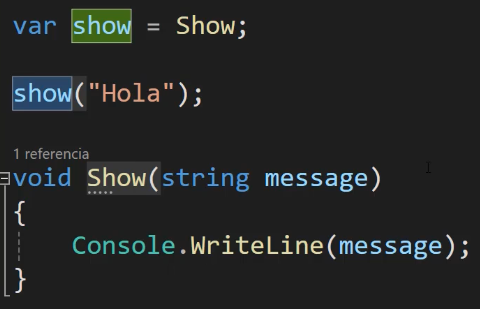 var show = Show;
show("Hola");
1 referencia
void Show(string message)
{
Console.WriteLine(message);
}